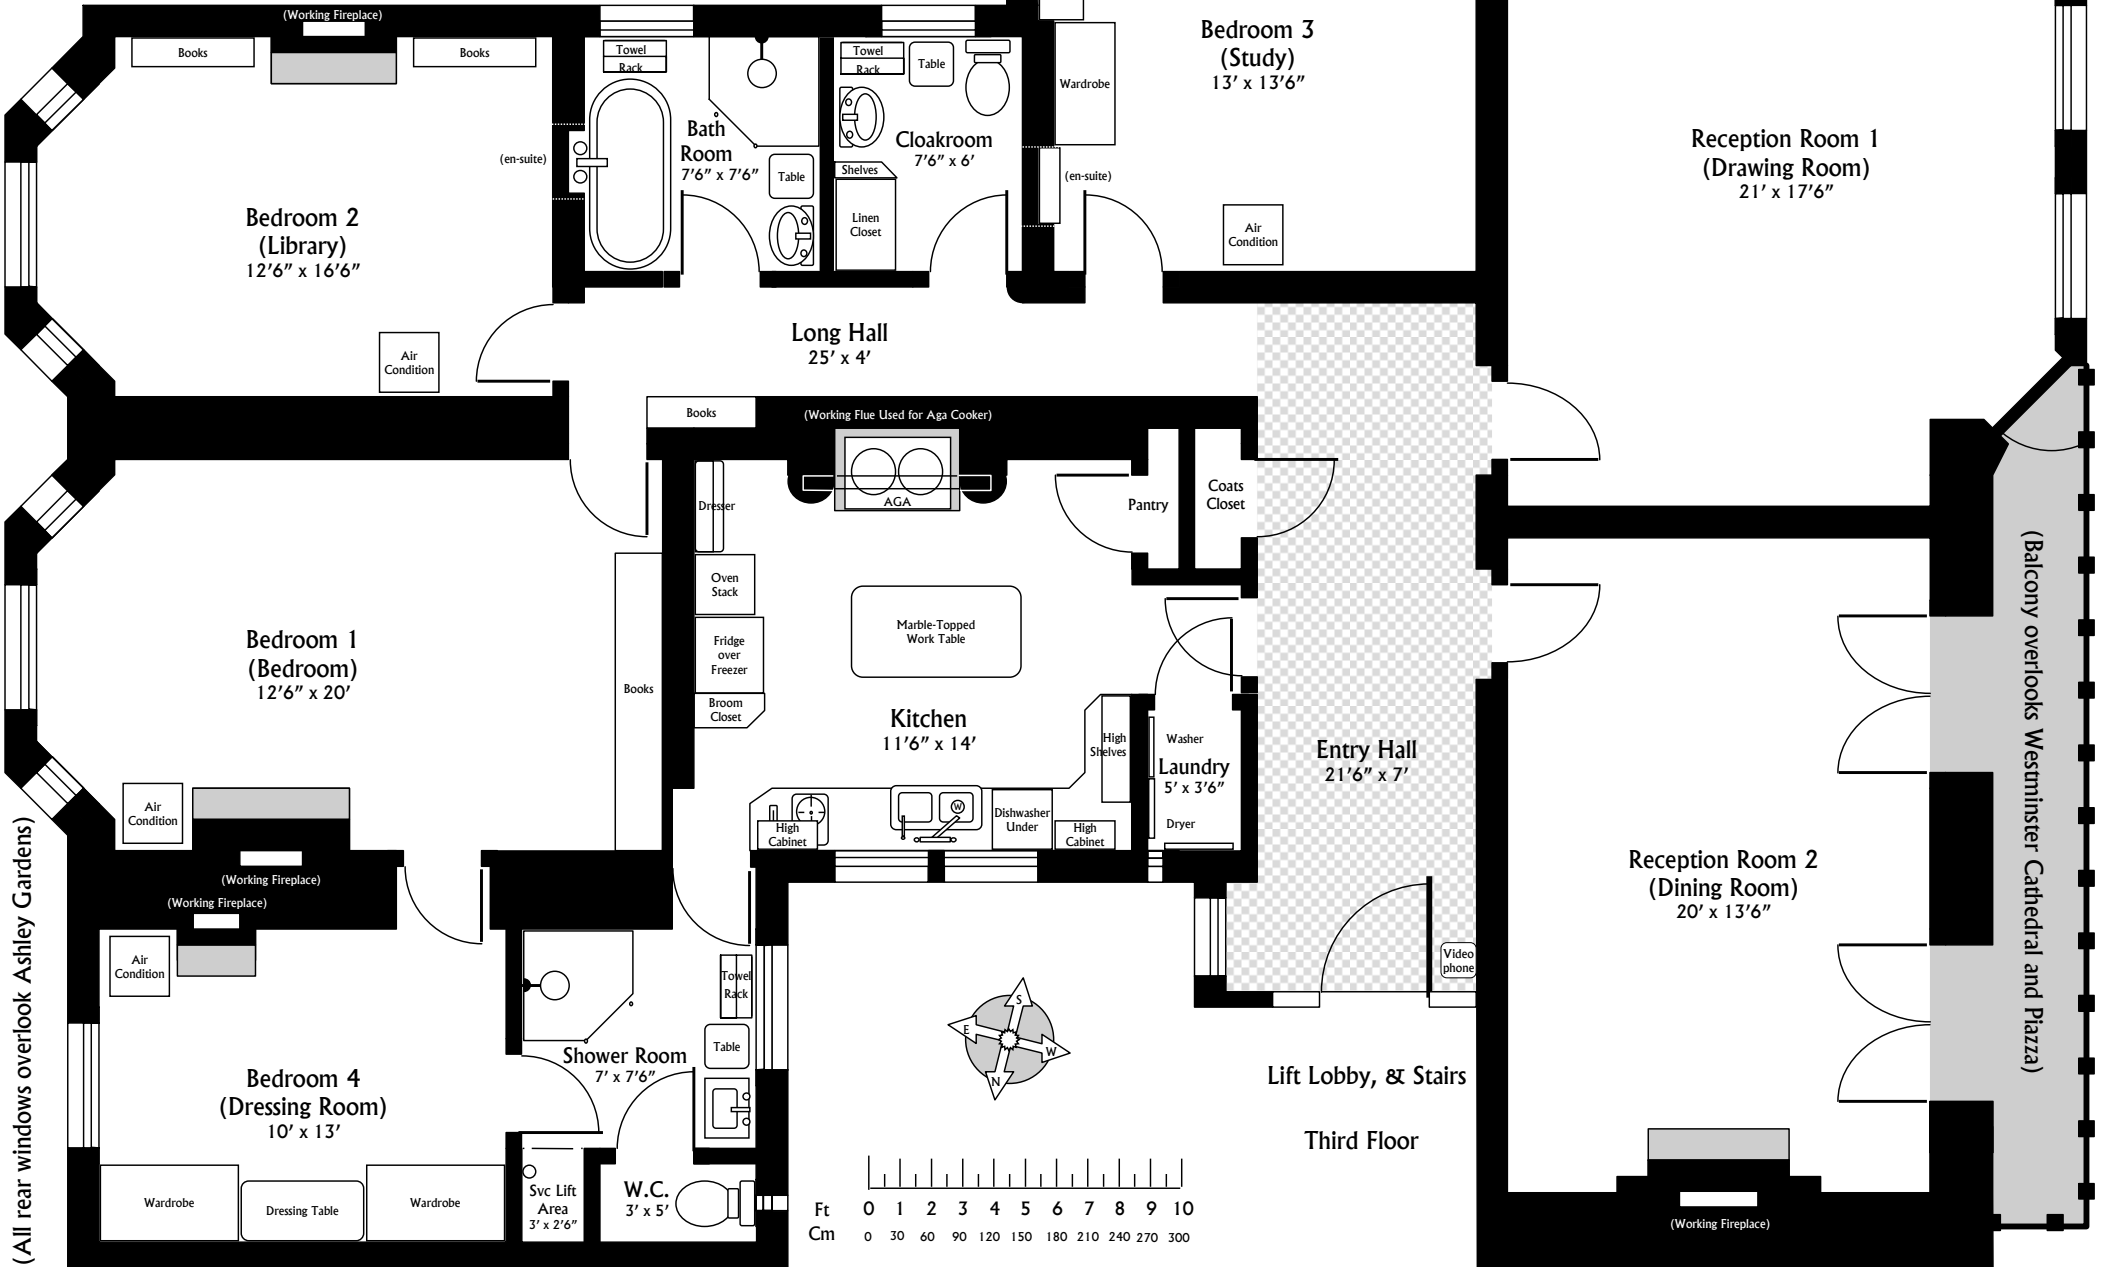 (Working Fireplace)
Books
Books
Towel
Rack
Bath
Room
7'6" x 7'6"
Table
(en-suite)
Bedroom 2
(Library)
12'6" x 16'6"
Air
Condition
Towel
Rack
Table
Cloakroom
7'6" x 6'
Shelves
Linen
Closet
Bedroom 3
(Study)
13' x 13'6"
Wardrobe
(en-suite)
Air
Condition
Reception Room 1
(Drawing Room)
21' x 17'6"
Long Hall
25' x 4'
Books
(Working Flue Used for Aga Cooker)
AGA
Dresser
Oven
Stack
Fridge
over
Freezer
Broom
Closet
Marble-Topped
Work Table
Kitchen
11'6" x 14'
Pantry
Coats
Closet
High
Shelves
Washer
Laundry
5' x 3'6"
Dryer
High
Cabinet
W
Dishwasher
Under
High
Cabinet
Bedroom 1
(Bedroom)
12'6" x 20'
Books
Air
Condition
(Working Fireplace)
(Working Fireplace)
Air
Condition
Bedroom 4
(Dressing Room)
10' x 13'
Wardrobe
Dressing Table
Wardrobe
Towel
Rack
Table
Shower Room
7' x 7'6"
Svc Lift
Area
3' x 2'6"
W.C.
3' x 5'
Entry Hall
21'6" x 7'
Video
phone
Reception Room 2
(Dining Room)
20' x 13'6"
(Working Fireplace)
(Balcony overlooks Westminster Cathedral and Piazza)
(All rear windows overlook Ashley Gardens)
S
E
W
N
Lift Lobby, & Stairs
Third Floor
Ft 0 1 2 3 4 5 6 7 8 9 10
Cm 0 30 60 90 120 150 180 210 240 270 300